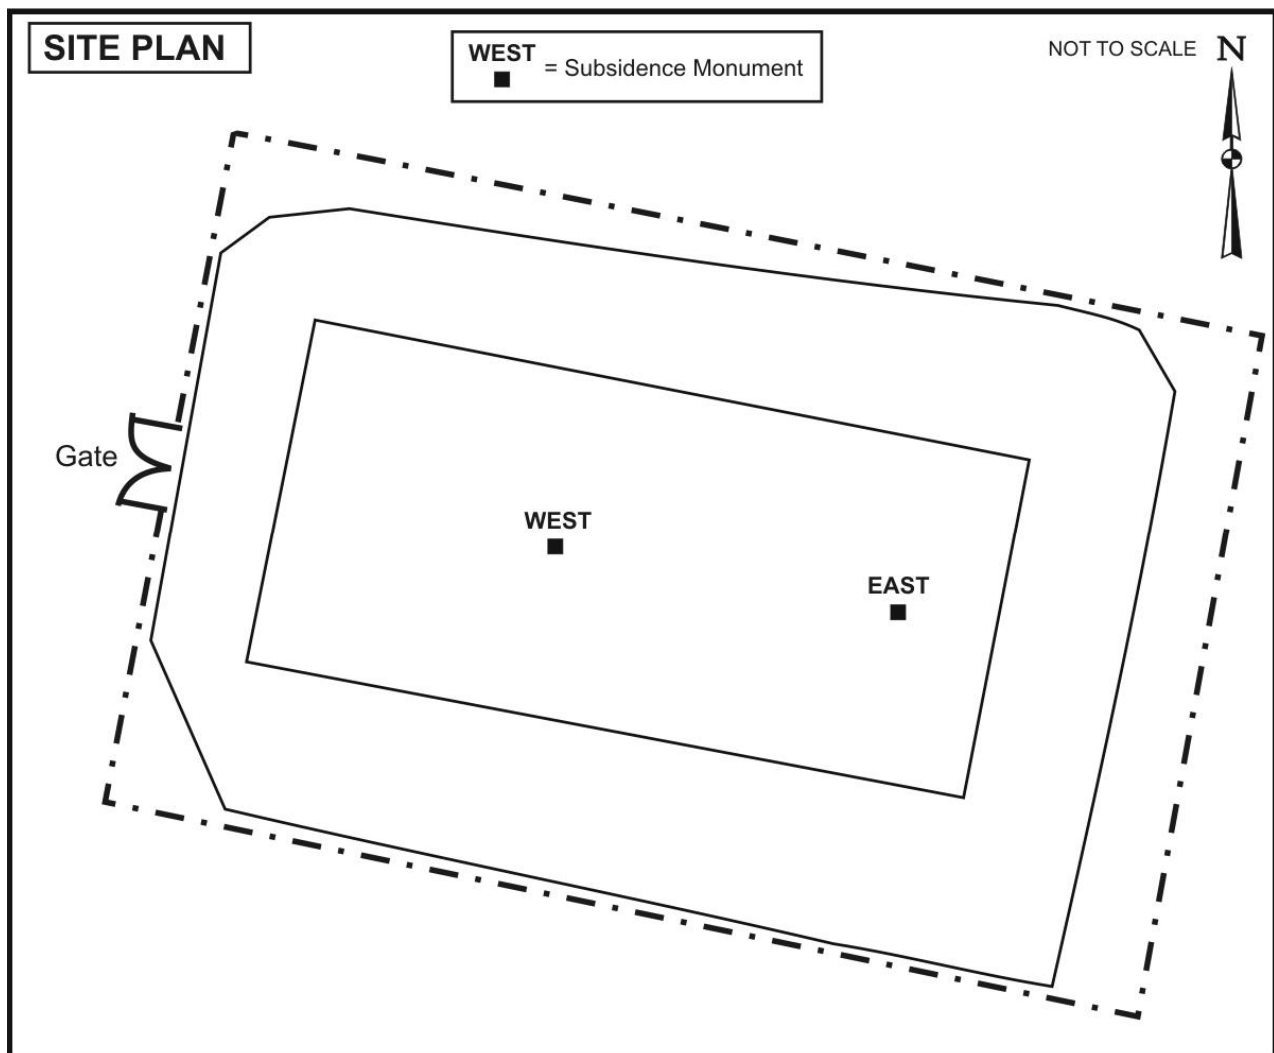 SITE PLAN
WEST
= Subsidence Monument
NOT TO SCALE N
Gate
WEST
EAST